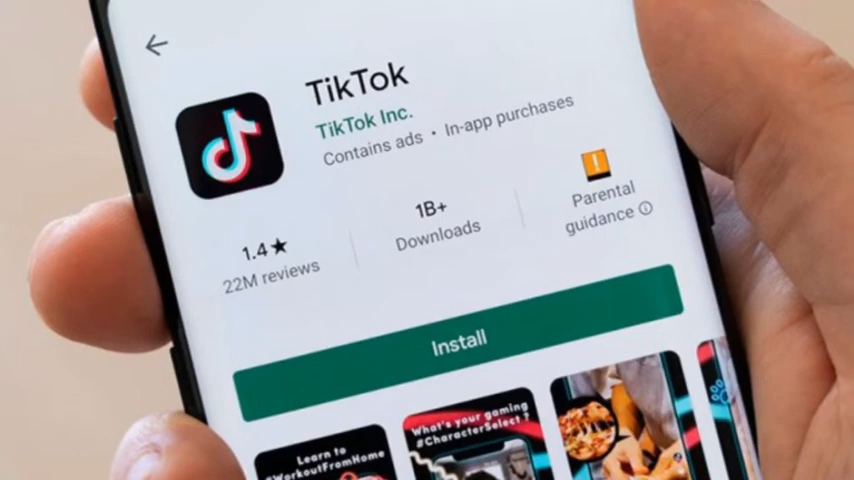 TikTok
TikTok Inc.
Contains ads • In-app purchases
1.4★
22M reviews
1B+
Downloads
Parental
guidance
Install
Learn to
#WorkoutFromHome
What's your gaming
#CharacterSelect ?